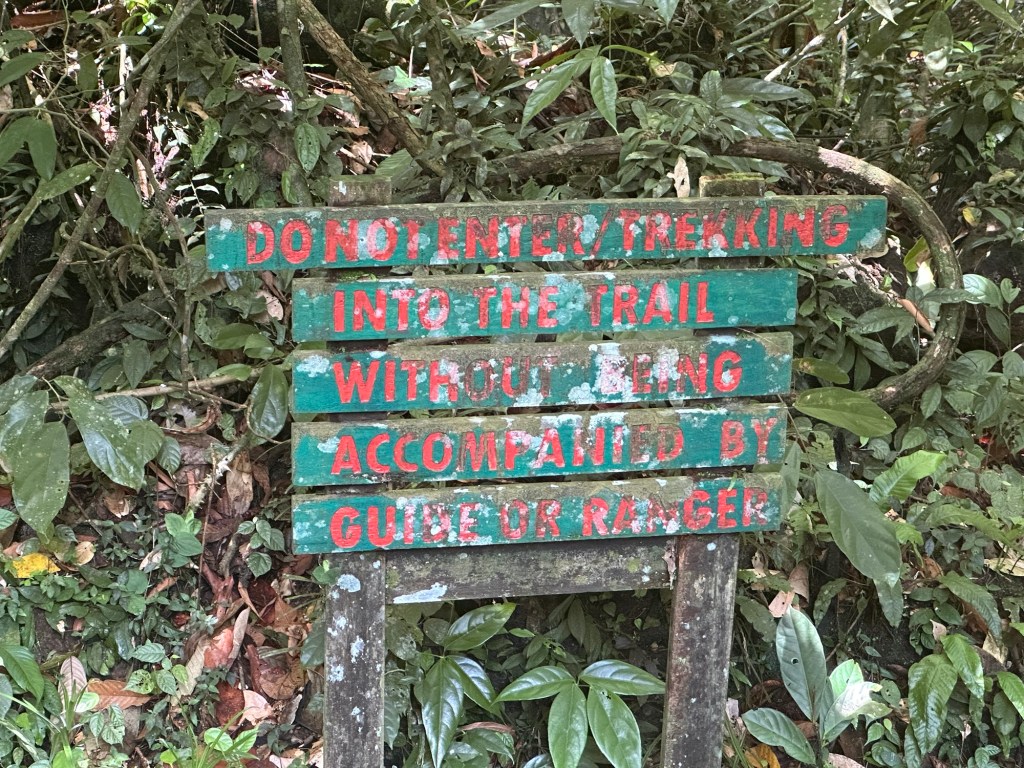 DO NOT ENTER/TREKKING
INTO THE TRAIL
WITHOUT BEING
ACCOMPANIED BY
GUIDE OR RANGER